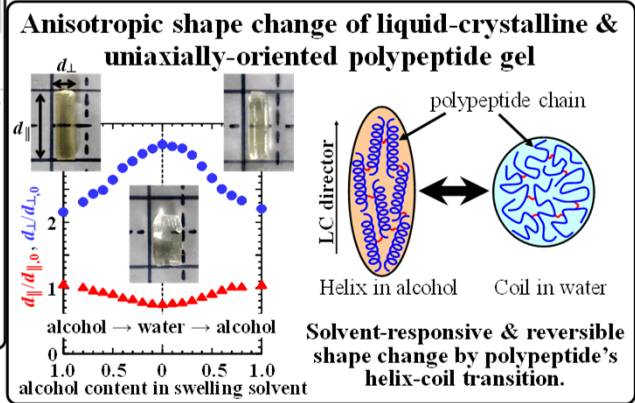 Anisotropic shape change of liquid-crystalline &
uniaxially-oriented polypeptide gel
d⊥
d∥
d∥/d∥,0, d⊥/d⊥,0
2
1
0
alcohol → water → alcohol
1.0 0.5 0 0.5 1.0
alcohol content in swelling solvent
polypeptide chain
LC director
Helix in alcohol
Coil in water
Solvent-responsive & reversible
shape change by polypeptide's
helix-coil transition.